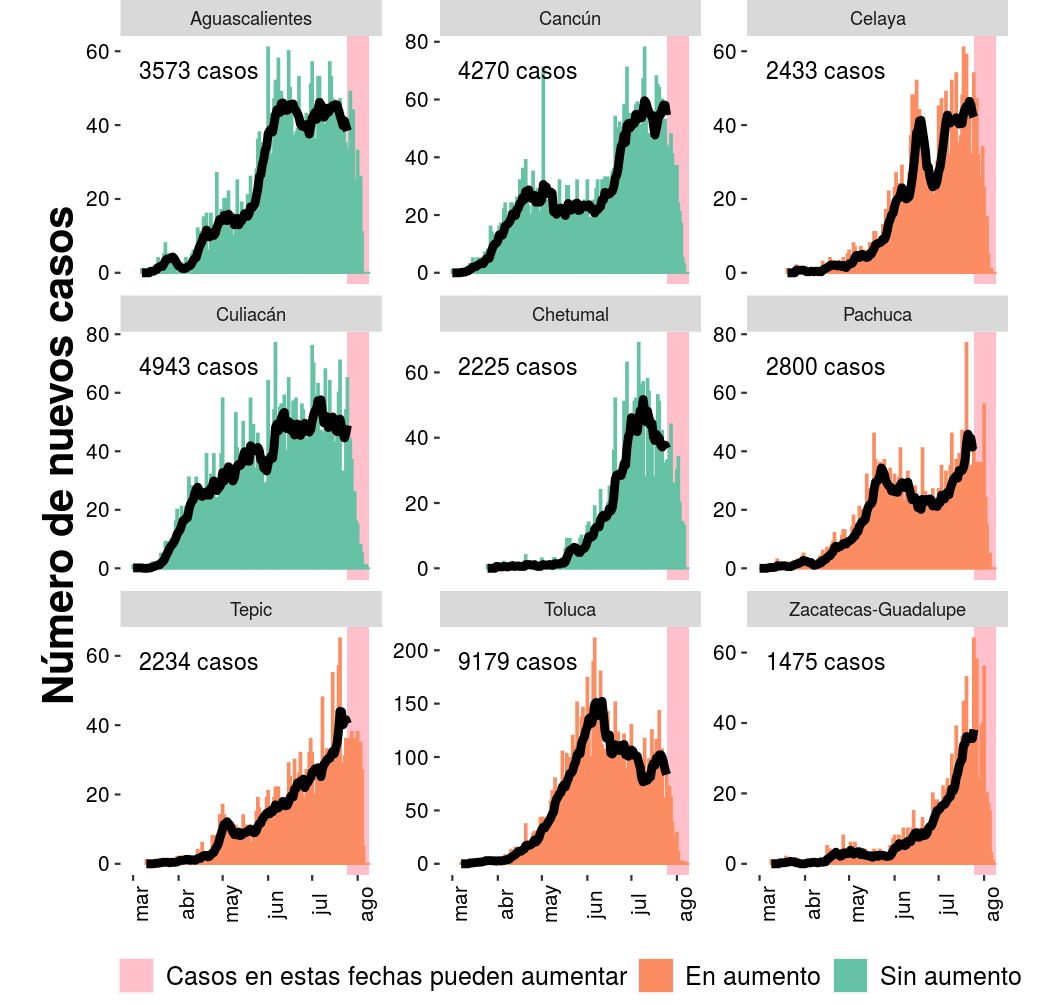 Número de nuevos casos
Aguascalientes
Cancún
Celaya
60
40
20
0
3573 casos
80
60
40
20
0
4270 casos
60
40
20
0
2433 casos
Culiacán
Chetumal
Pachuca
80
60
40
20
0
4943 casos
60
40
20
0
2225 casos
80
60
40
20
0
2800 casos
Tepic
Toluca
Zacatecas-Guadalupe
60
40
20
0
2234 casos
200
150
100
50
0
9179 casos
60
40
20
0
1475 casos
mar abr may jun jul ago
mar abr may jun jul ago
mar abr may jun jul ago
Casos en estas fechas pueden aumentar En aumento Sin aumento